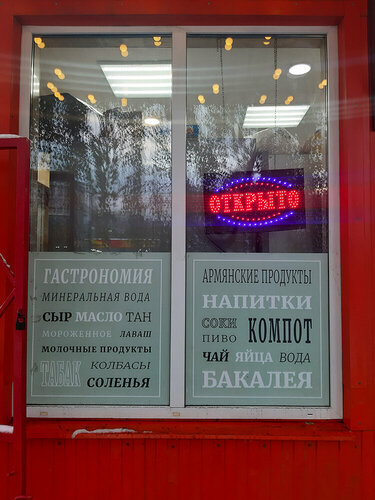 ОТКРЫТО
ГАСТРОНОМИЯ
МИНЕРАЛЬНАЯ ВОДА
СЫР МАСЛО ТАН
МОРОЖЕННОЕ ЛАВАШ
МОЛОЧНЫЕ ПРОДУКТЫ
ТАБАК КОЛБАСЫ
СОЛЕНЬЯ
АРМЯНСКИЕ ПРОДУКТЫ
НАПИТКИ
СОКИ КОМПОТ
ПИВО
ЧАЙ ЯЙЦА ВОДА
БАКАЛЕЯ